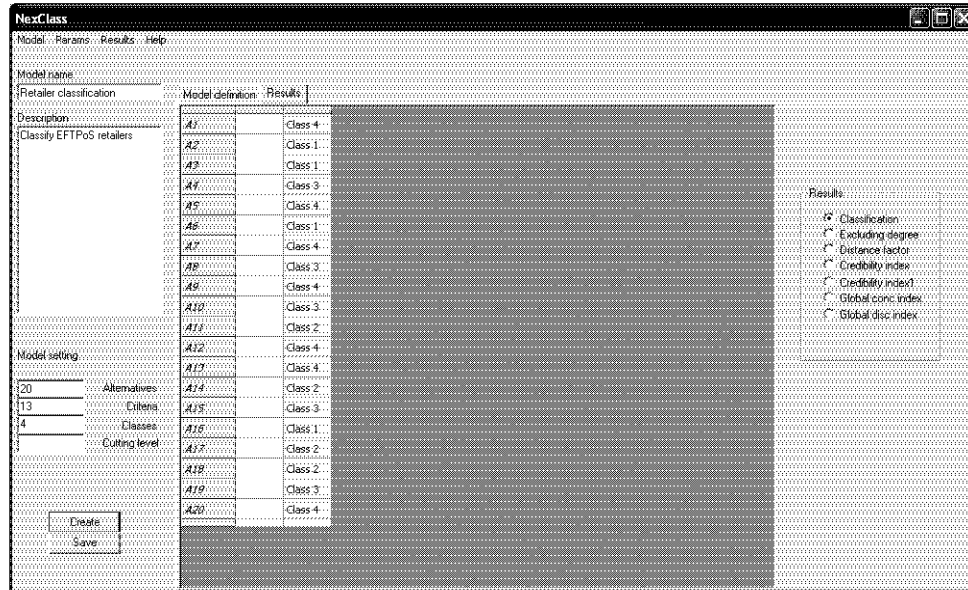 NexClass
Model Params Results Help
Model name
Retailer classification
Description
Classify EFTPoS retailers
Model definition Results
A1 Class 4
A2 Class 1
A3 Class 1
A4 Class 3
A5 Class 4
A6 Class 1
A7 Class 4
A8 Class 3
A9 Class 4
A10 Class 3
A11 Class 2
A12 Class 4
A13 Class 4
A14 Class 2
A15 Class 3
A16 Class 1
A17 Class 2
A18 Class 2
A19 Class 3
A20 Class 4
Results
Classification
Excluding degree
Distance factor
Credibility index
Credibility index1
Global conc index
Global disc index
Model setting
20 Alternatives
13 Criteria
4 Classes
Cutting level
Create
Save